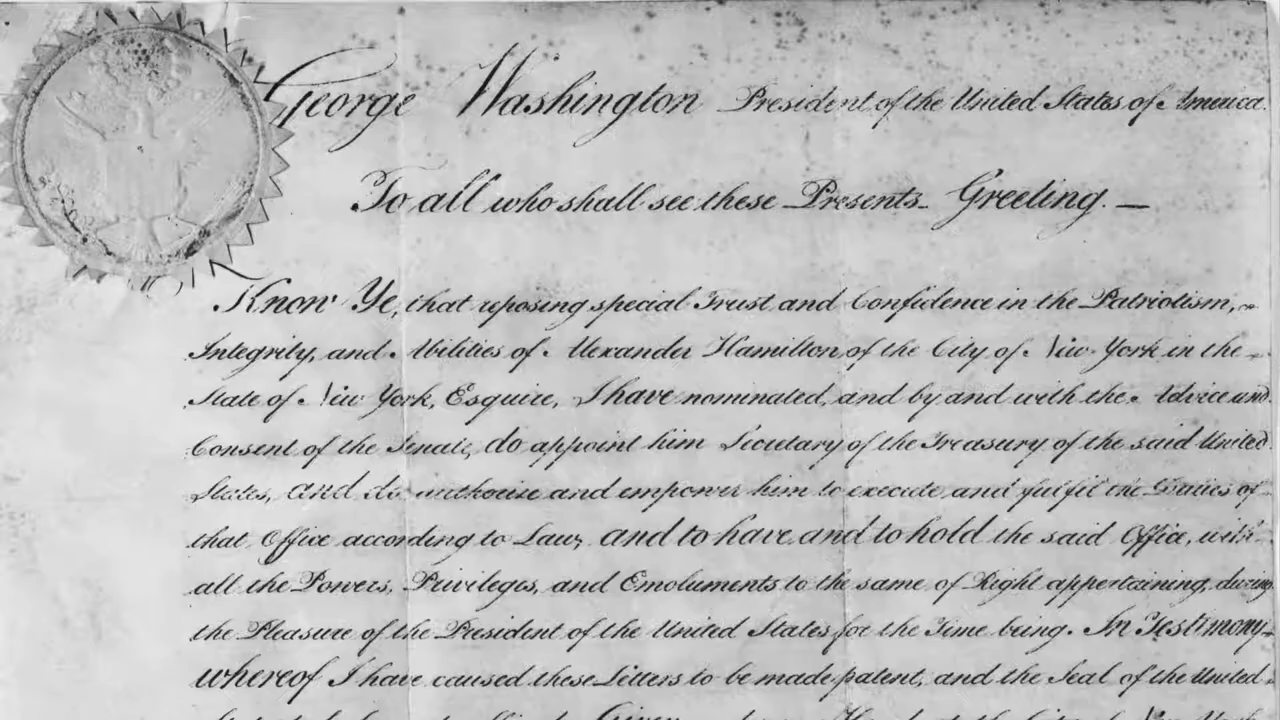 George Washington President of the United States of America.
To all who shall see these Presents Greeting. —
Know Ye, that reposing special Trust and Confidence in the Patriotism,
Integrity, and Abilities of Alexander Hamilton of the City of New York in the
State of New York, Esquire, I have nominated, and by and with the Advice and
Consent of the Senate, do appoint him Secretary of the Treasury of the said United
States, and do authorize and empower him to execute and fulfil the Duties of
that Office according to Law; and to have and to hold the said Office, with
all the Powers, Privileges, and Emoluments to the same of Right appertaining, during
the Pleasure of the President of the United States for the Time being. In Testimony
whereof I have caused these Letters to be made patent, and the Seal of the United
Given